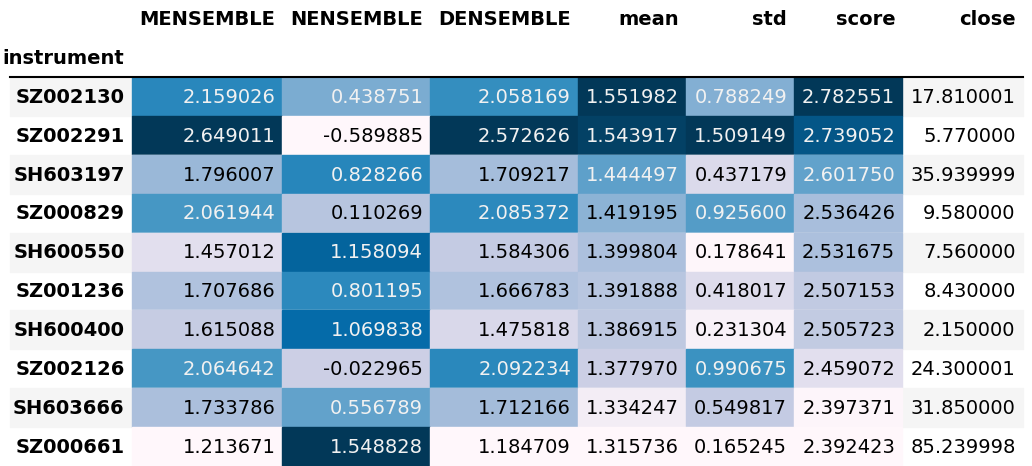 MENSEMBLE NENSEMBLE DENSEMBLE mean std score close
instrument
SZ002130 2.159026 0.438751 2.058169 1.551982 0.788249 2.782551 17.810001
SZ002291 2.649011 -0.589885 2.572626 1.543917 1.509149 2.739052 5.770000
SH603197 1.796007 0.828266 1.709217 1.444497 0.437179 2.601750 35.939999
SZ000829 2.061944 0.110269 2.085372 1.419195 0.925600 2.536426 9.580000
SH600550 1.457012 1.158094 1.584306 1.399804 0.178641 2.531675 7.560000
SZ001236 1.707686 0.801195 1.666783 1.391888 0.418017 2.507153 8.430000
SH600400 1.615088 1.069838 1.475818 1.386915 0.231304 2.505723 2.150000
SZ002126 2.064642 -0.022965 2.092234 1.377970 0.990675 2.459072 24.300001
SH603666 1.733786 0.556789 1.712166 1.334247 0.549817 2.397371 31.850000
SZ000661 1.213671 1.548828 1.184709 1.315736 0.165245 2.392423 85.239998